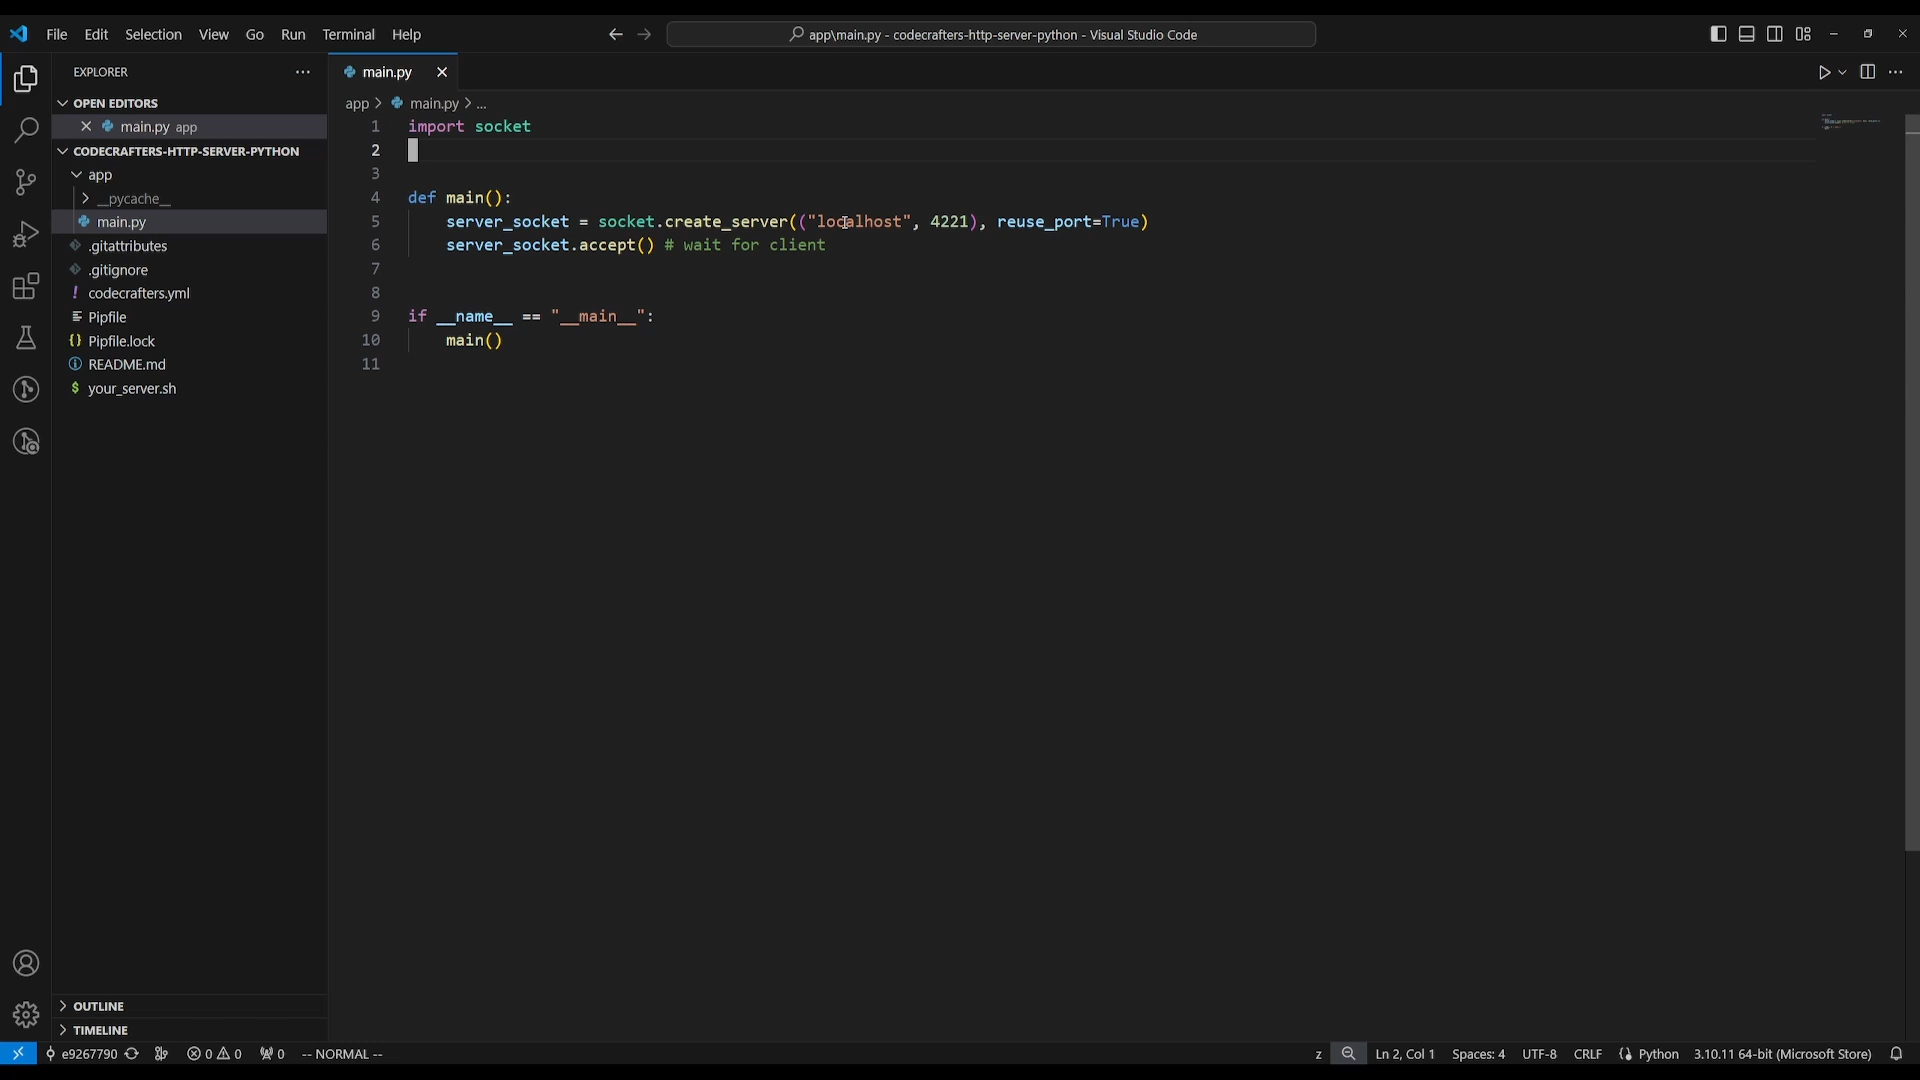 File Edit Selection View Go Run Terminal Help
app\main.py - codecrafters-http-server-python - Visual Studio Code
EXPLORER
OPEN EDITORS
main.py app
CODECRAFTERS-HTTP-SERVER-PYTHON
app
__pycache__
main.py
.gitattributes
.gitignore
codecrafters.yml
Pipfile
Pipfile.lock
README.md
your_server.sh
OUTLINE
TIMELINE
main.py
app > main.py > ...
1 import socket
2
3
4 def main():
5     server_socket = socket.create_server(("localhost", 4221), reuse_port=True)
6     server_socket.accept() # wait for client
7
8
9 if __name__ == "__main__":
10     main()
11
e9267790 0 0 0 -- NORMAL -- z Ln 2, Col 1 Spaces: 4 UTF-8 CRLF Python 3.10.11 64-bit (Microsoft Store)